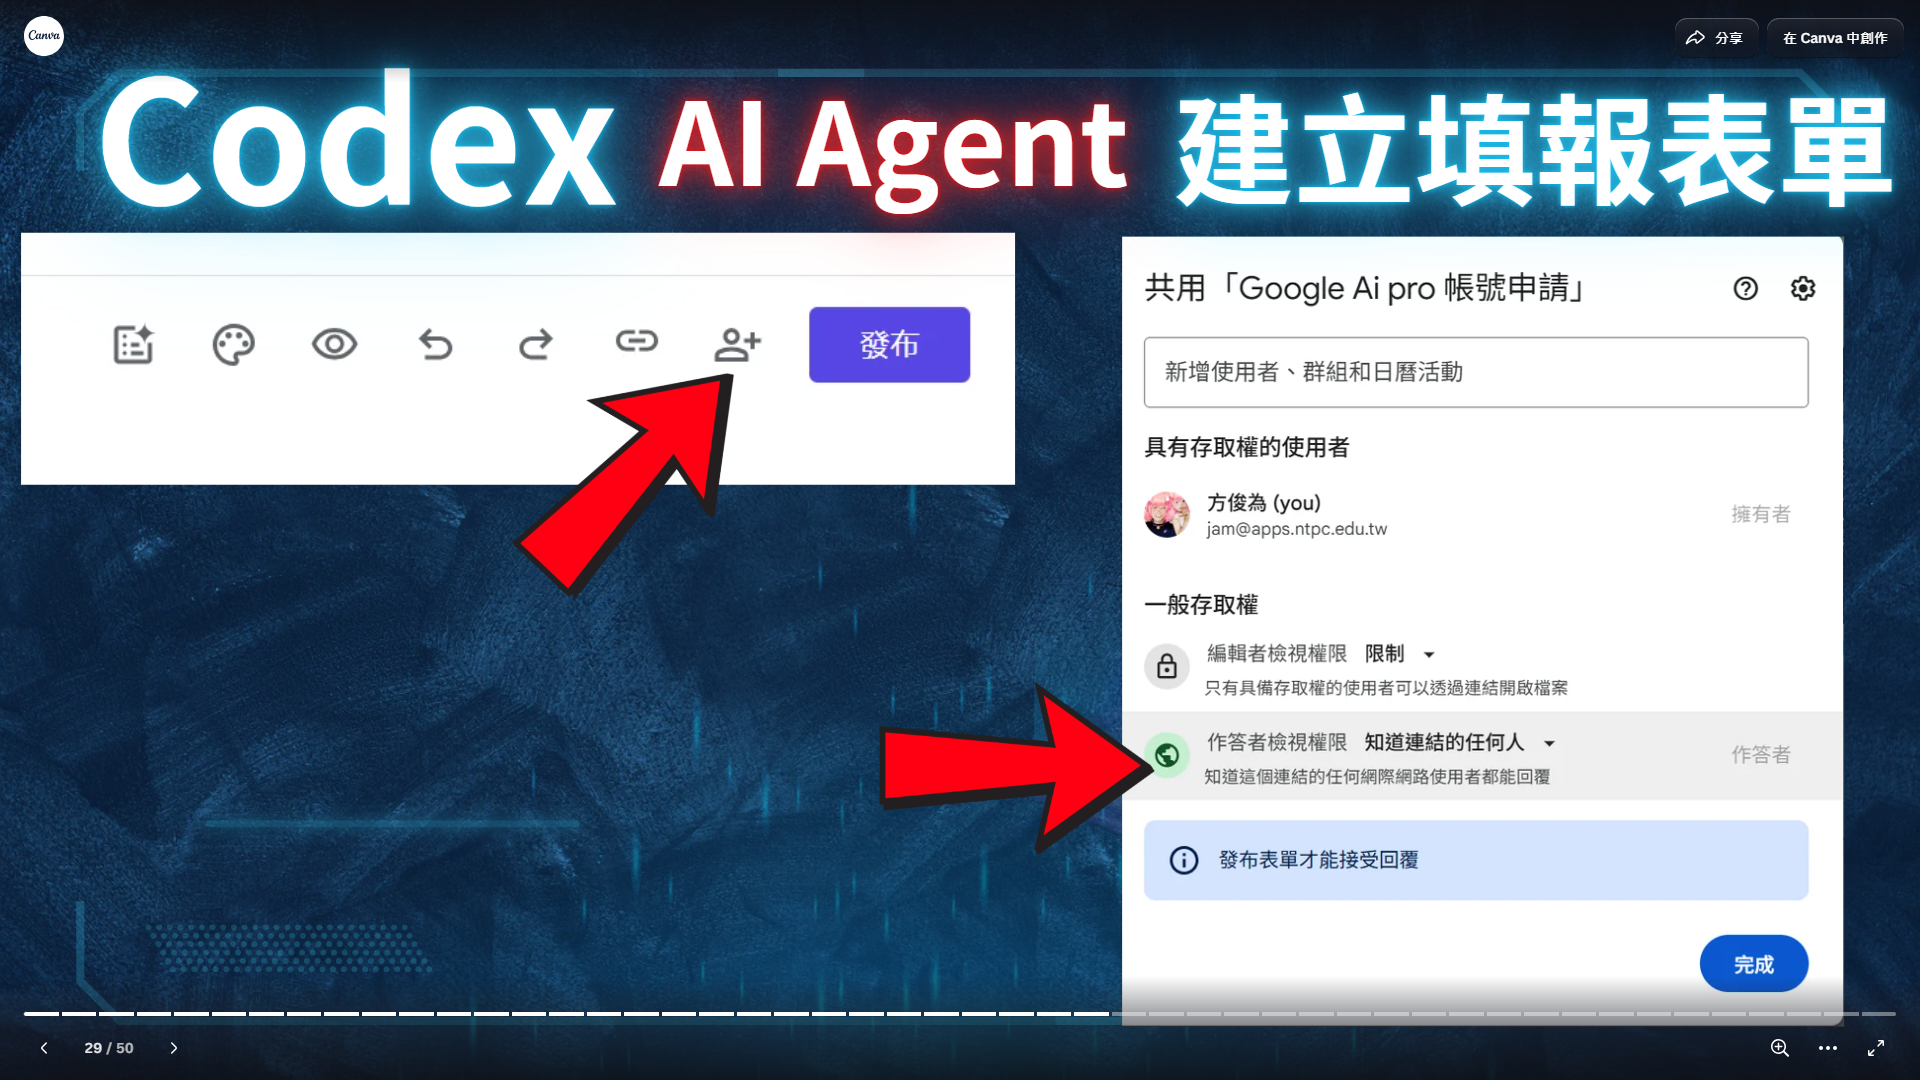 Canva
分享
在 Canva 中創作
Codex AI Agent 建立填報表單
發布
共用「Google Ai pro 帳號申請」
新增使用者、群組和日曆活動
具有存取權的使用者
方俊為 (you)
jam@apps.ntpc.edu.tw
擁有者
一般存取權
編輯者檢視權限 限制
只有具備存取權的使用者可以透過連結開啟檔案
作答者檢視權限 知道連結的任何人
知道這個連結的任何網際網路使用者都能回覆
作答者
發布表單才能接受回覆
完成
29 / 50